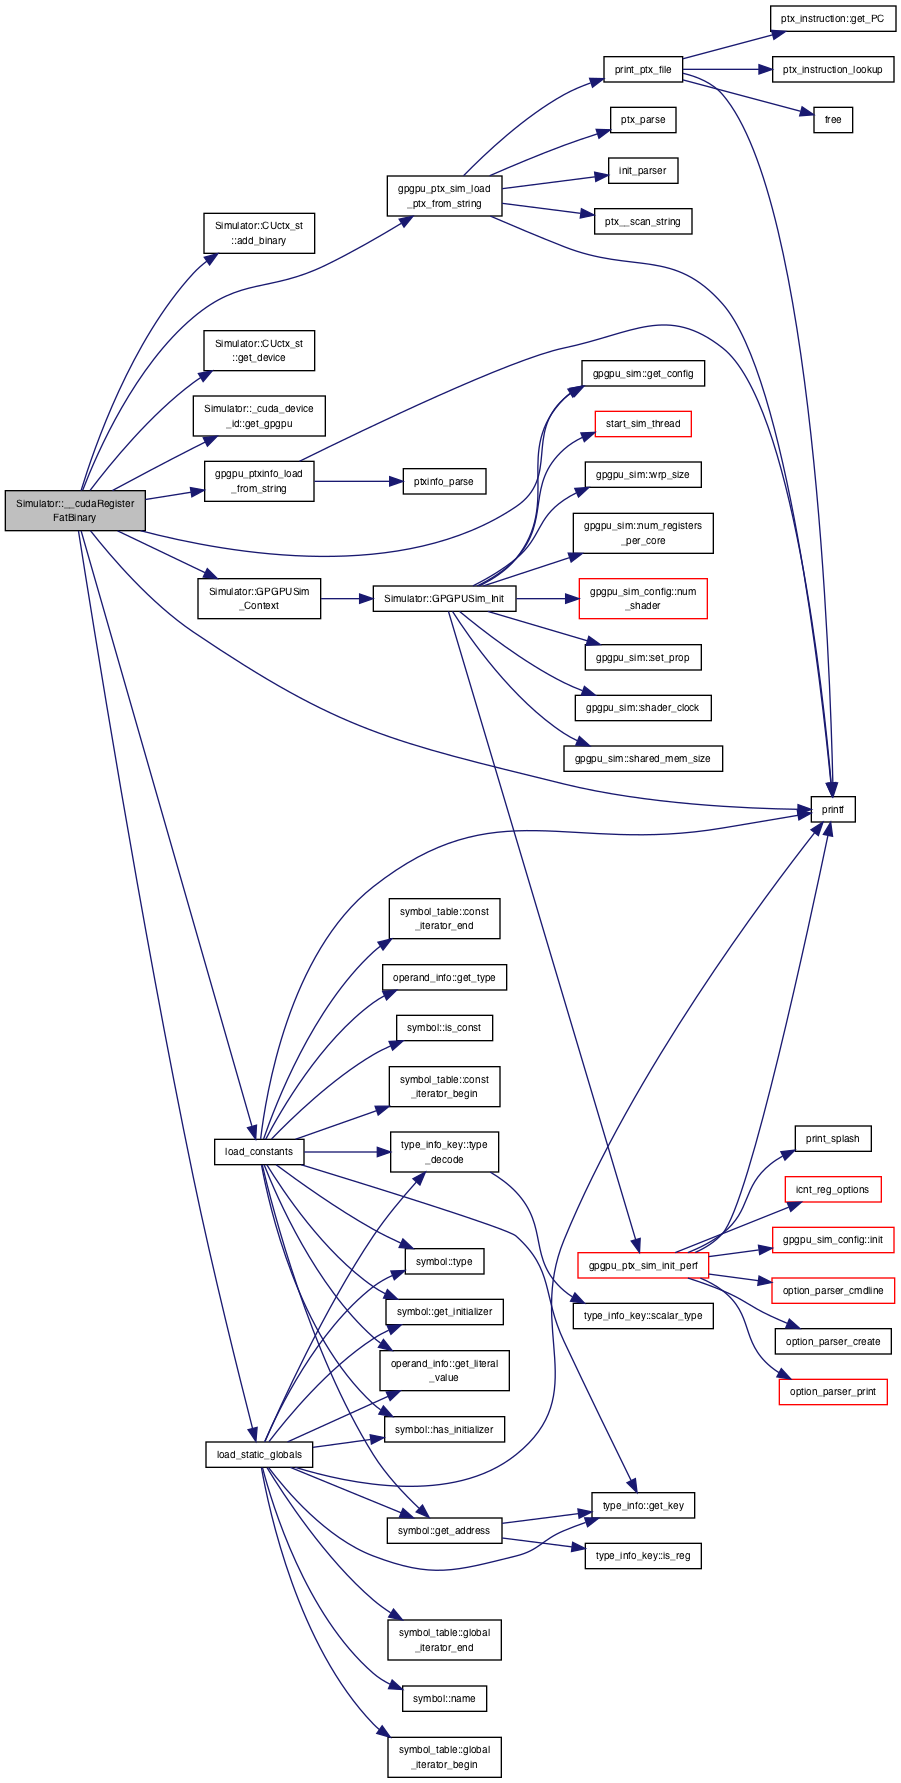 ptx_instruction::get_PC
print_ptx_file
ptx_instruction_lookup
free
ptx_parse
init_parser
gpgpu_ptx_sim_load
_ptx_from_string
ptx__scan_string
Simulator::CUctx_st
::add_binary
Simulator::CUctx_st
::get_device
gpgpu_sim::get_config
Simulator::_cuda_device
_id::get_gpgpu
start_sim_thread
gpgpu_ptxinfo_load
_from_string
ptxinfo_parse
gpgpu_sim::wrp_size
Simulator::__cudaRegister
FatBinary
gpgpu_sim::num_registers
_per_core
Simulator::GPGPUSim
_Context
Simulator::GPGPUSim_Init
gpgpu_sim_config::num
_shader
gpgpu_sim::set_prop
gpgpu_sim::shader_clock
gpgpu_sim::shared_mem_size
printf
symbol_table::const
_iterator_end
operand_info::get_type
symbol::is_const
symbol_table::const
_iterator_begin
load_constants
type_info_key::type
_decode
print_splash
icnt_reg_options
gpgpu_sim_config::init
symbol::type
gpgpu_ptx_sim_init_perf
option_parser_cmdline
symbol::get_initializer
type_info_key::scalar_type
option_parser_create
operand_info::get_literal
_value
option_parser_print
symbol::has_initializer
load_static_globals
type_info::get_key
symbol::get_address
type_info_key::is_reg
symbol_table::global
_iterator_end
symbol::name
symbol_table::global
_iterator_begin